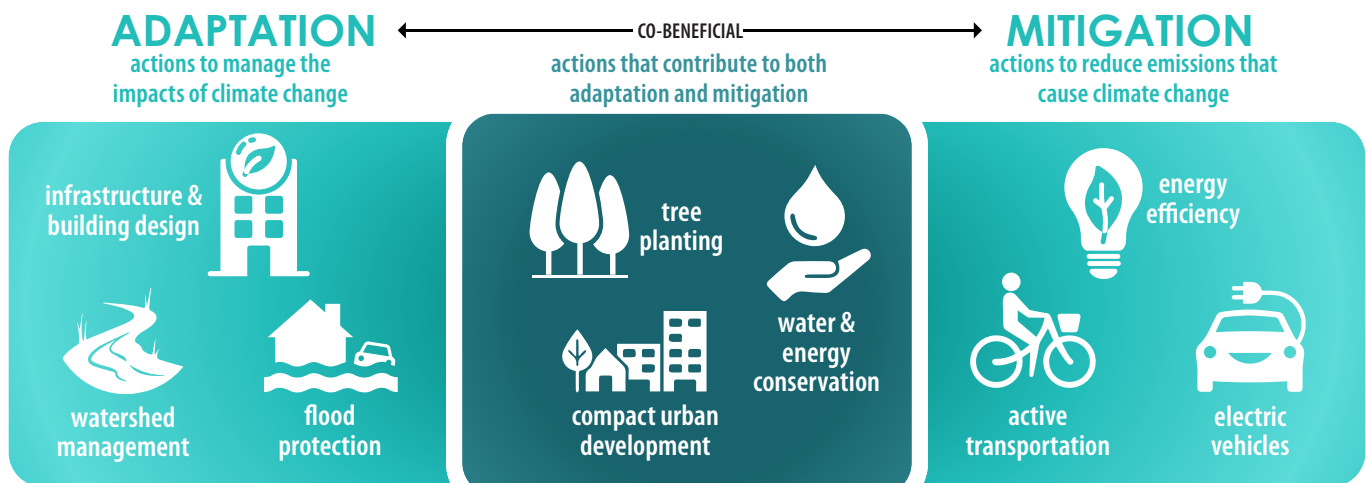 ADAPTATION
actions to manage the
impacts of climate change
CO-BENEFICIAL
actions that contribute to both
adaptation and mitigation
MITIGATION
actions to reduce emissions that
cause climate change
infrastructure &
building design
watershed
management
flood
protection
tree
planting
water &
energy
conservation
compact urban
development
energy
efficiency
active
transportation
electric
vehicles